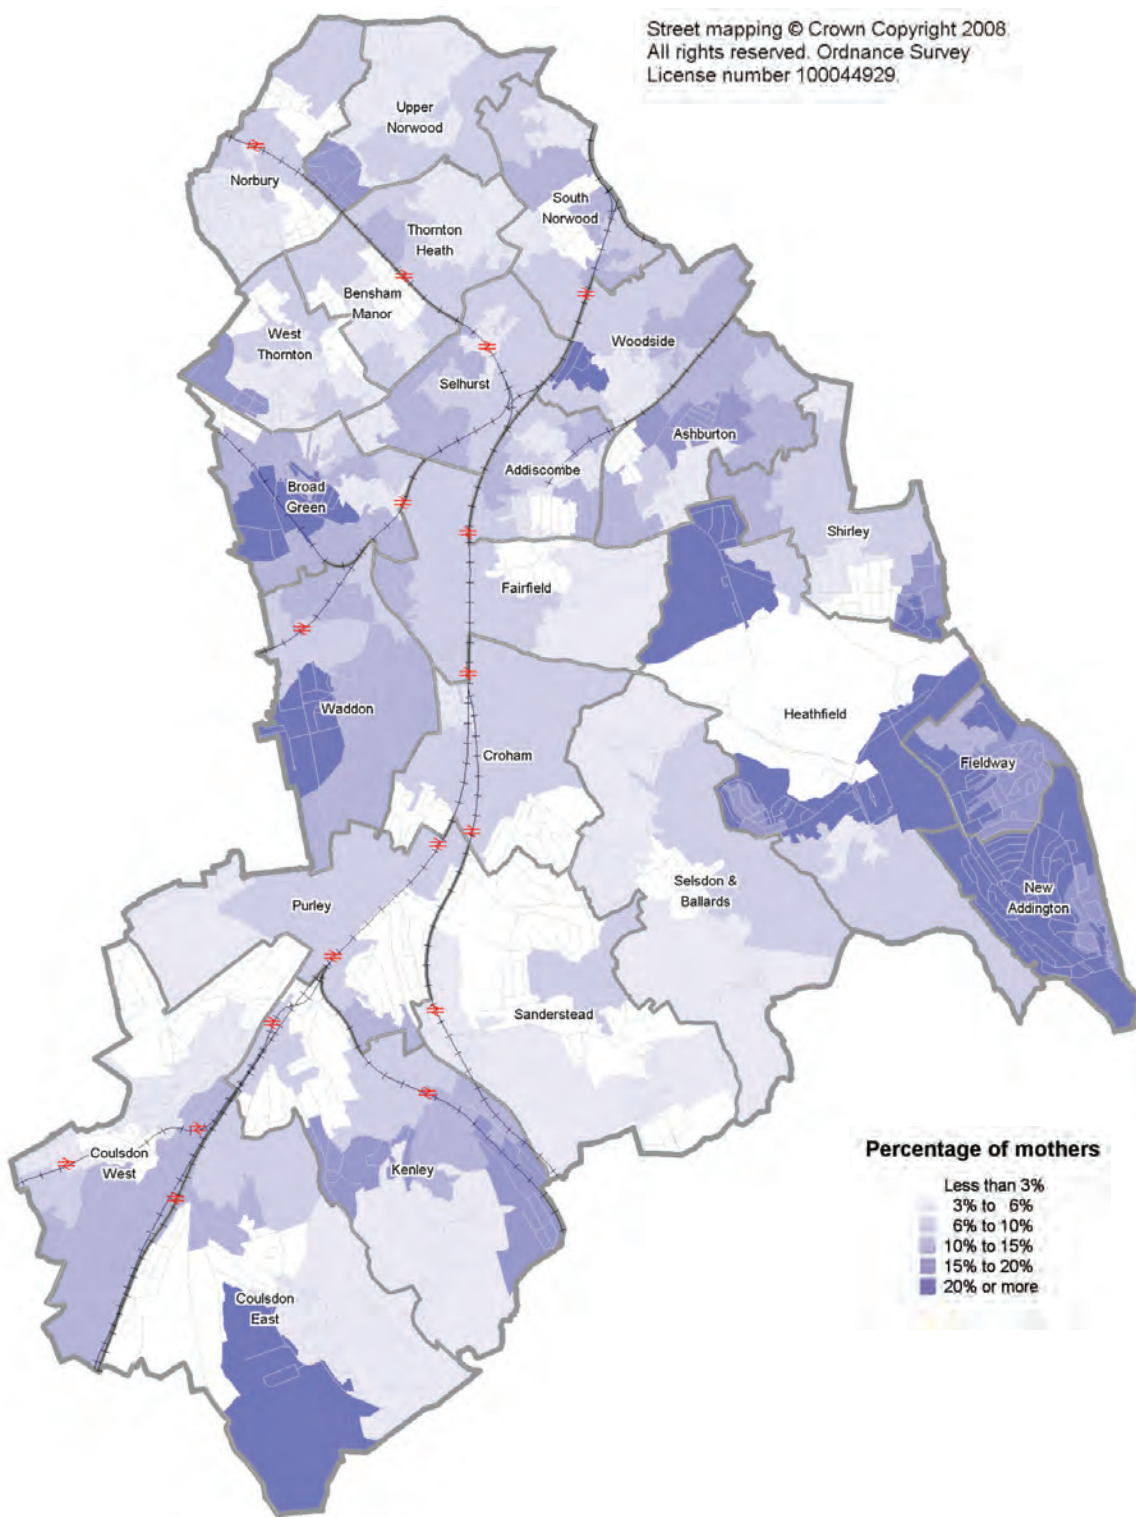 Street mapping © Crown Copyright 2008.
All rights reserved. Ordnance Survey
License number 100044929.
Upper
Norwood
Norbury
South
Norwood
Thornton
Heath
Bensham
Manor
West
Thornton
Woodside
Selhurst
Ashburton
Addiscombe
Broad
Green
Shirley
Fairfield
Waddon
Heathfield
Croham
Fieldway
Selsdon &
Ballards
New
Addington
Purley
Sanderstead
Coulsdon
West
Kenley
Coulsdon
East
Percentage of mothers
Less than 3%
3% to 6%
6% to 10%
10% to 15%
15% to 20%
20% or more